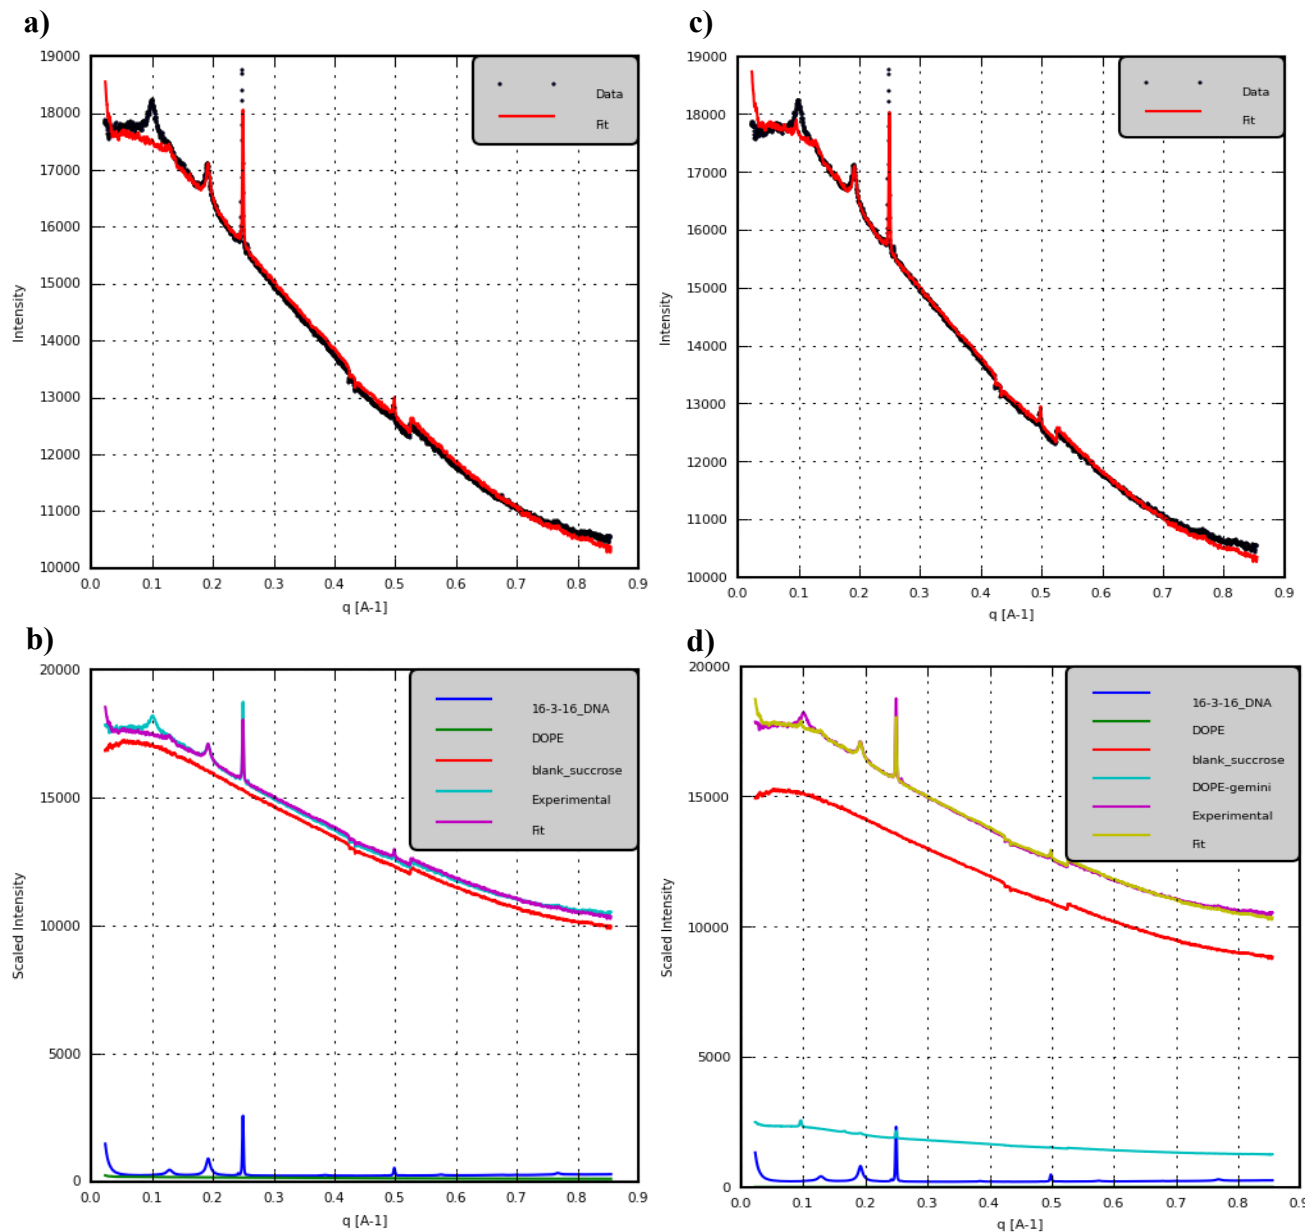 a)
19000
18000
17000
16000
15000
14000
13000
12000
11000
10000
Intensity
0.0 0.1 0.2 0.3 0.4 0.5 0.6 0.7 0.8 0.9
q [A-1]
Data
Fit
c)
19000
18000
17000
16000
15000
14000
13000
12000
11000
10000
Intensity
0.0 0.1 0.2 0.3 0.4 0.5 0.6 0.7 0.8 0.9
q [A-1]
Data
Fit
b)
20000
15000
10000
5000
0
Scaled Intensity
0.0 0.1 0.2 0.3 0.4 0.5 0.6 0.7 0.8 0.9
q [A-1]
16-3-16_DNA
DOPE
blank_succrose
Experimental
Fit
d)
20000
15000
10000
5000
0
Scaled Intensity
0.0 0.1 0.2 0.3 0.4 0.5 0.6 0.7 0.8 0.9
q [A-1]
16-3-16_DNA
DOPE
blank_succrose
DOPE-gemini
Experimental
Fit